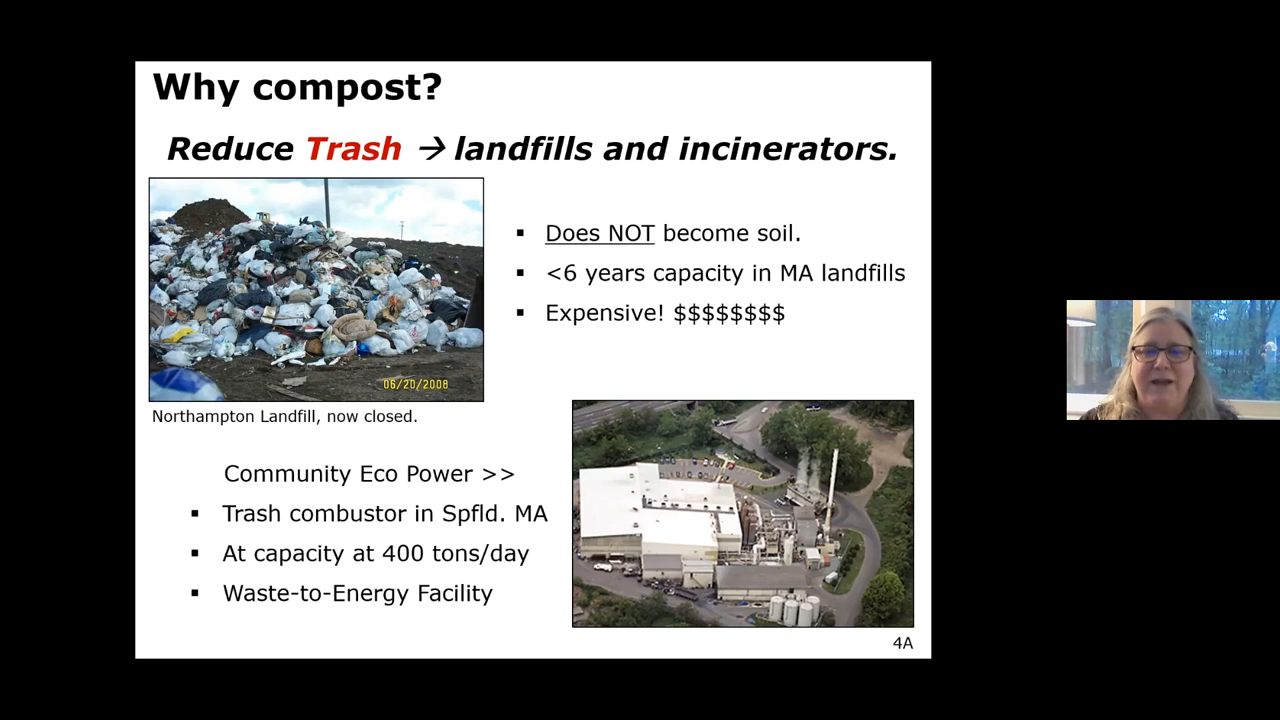 Why compost?
Reduce Trash → landfills and incinerators.
▪ Does NOT become soil.
▪ <6 years capacity in MA landfills
▪ Expensive! $$$$$$$$
06/20/2008
Northampton Landfill, now closed.
Community Eco Power >>
▪ Trash combustor in Spfld. MA
▪ At capacity at 400 tons/day
▪ Waste-to-Energy Facility
4A